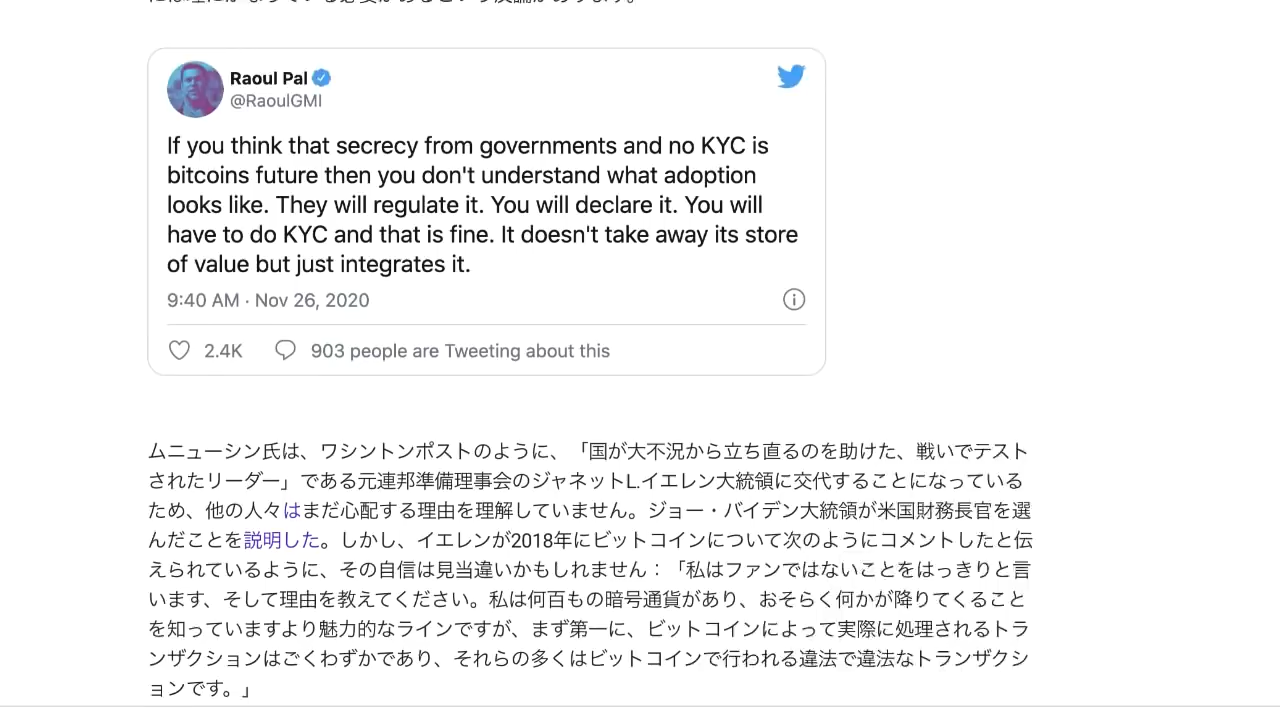 Raoul Pal
@RaoulGMI
If you think that secrecy from governments and no KYC is
bitcoins future then you don't understand what adoption
looks like. They will regulate it. You will declare it. You will
have to do KYC and that is fine. It doesn't take away its store
of value but just integrates it.
9:40 AM · Nov 26, 2020
2.4K 903 people are Tweeting about this
ムニューシン氏は、ワシントンポストのように、「国が大不況から立ち直るのを助けた、戦いでテスト
されたリーダー」である元連邦準備理事会のジャネットL.イエレン大統領に交代することになっている
ため、他の人々はまだ心配する理由を理解していません。ジョー・バイデン大統領が米国財務長官を選
んだことを説明した。しかし、イエレンが2018年にビットコインについて次のようにコメントしたと伝
えられているように、その自信は見当違いかもしれません：「私はファンではないことをはっきりと言
います、そして理由を教えてください。私は何百もの暗号通貨があり、おそらく何かが降りてくること
を知っていますより魅力的なラインですが、まず第一に、ビットコインによって実際に処理されるトラ
ンザクションはごくわずかであり、それらの多くはビットコインで行われる違法で違法なトランザクシ
ョンです。」